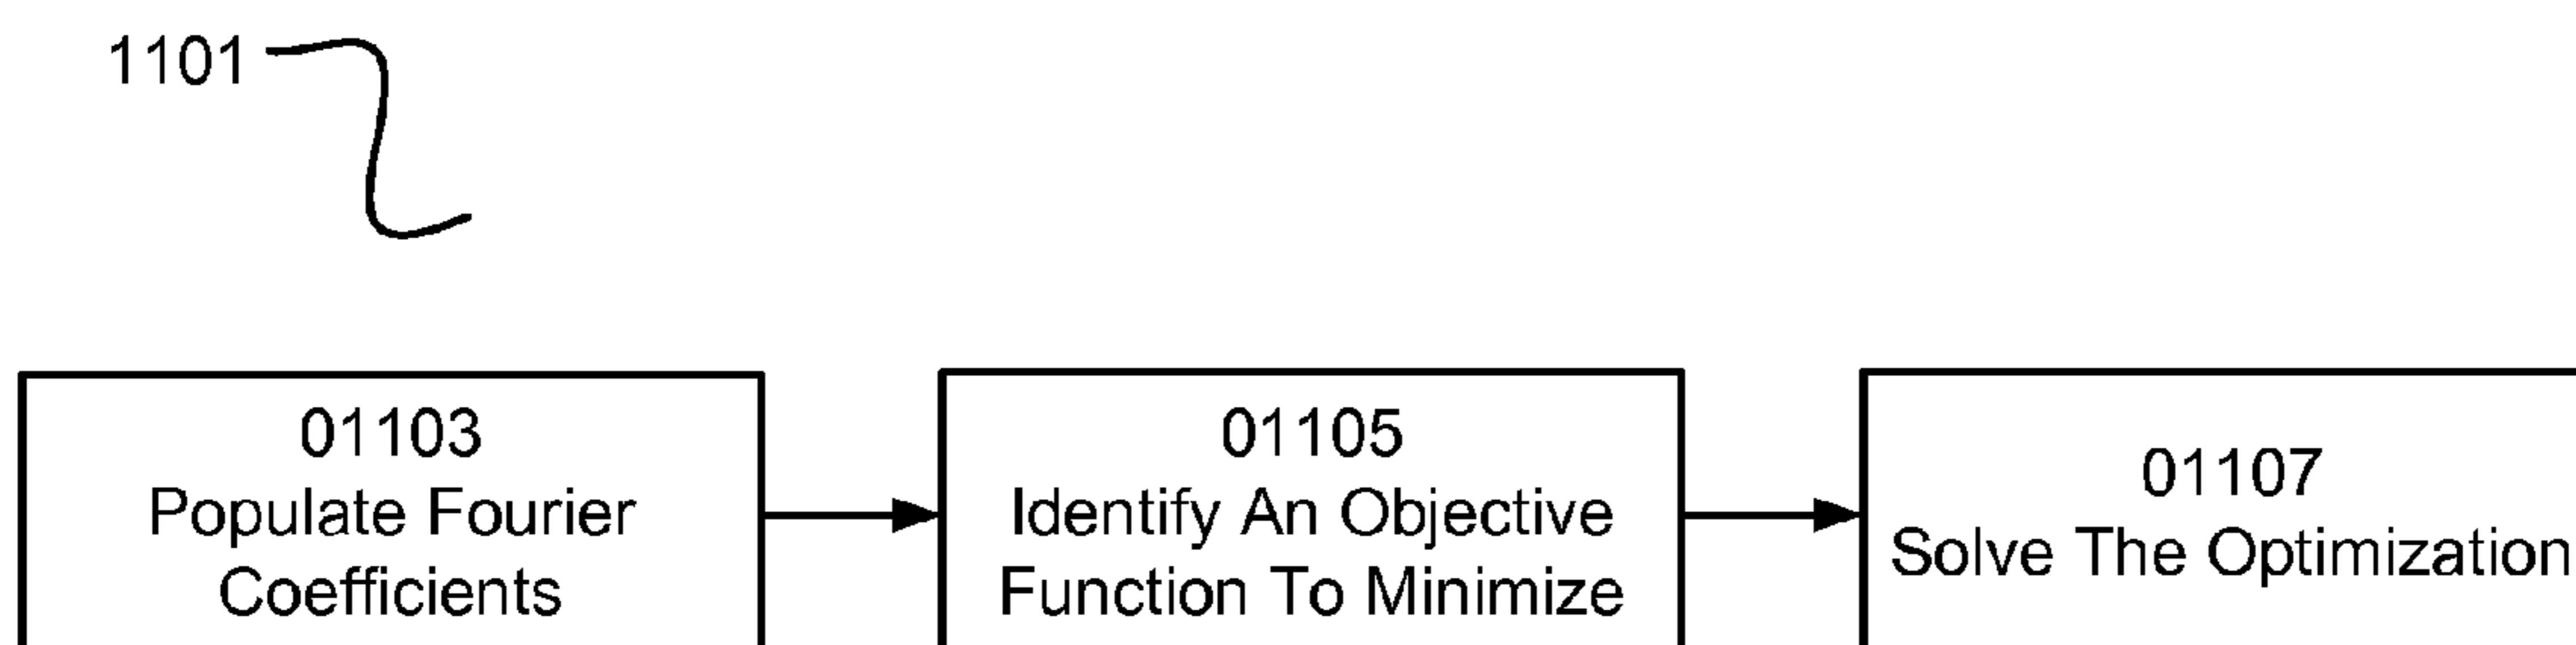 1101
01103
Populate Fourier
Coefficients
01105
Identify An Objective
Function To Minimize
01107
Solve The Optimization